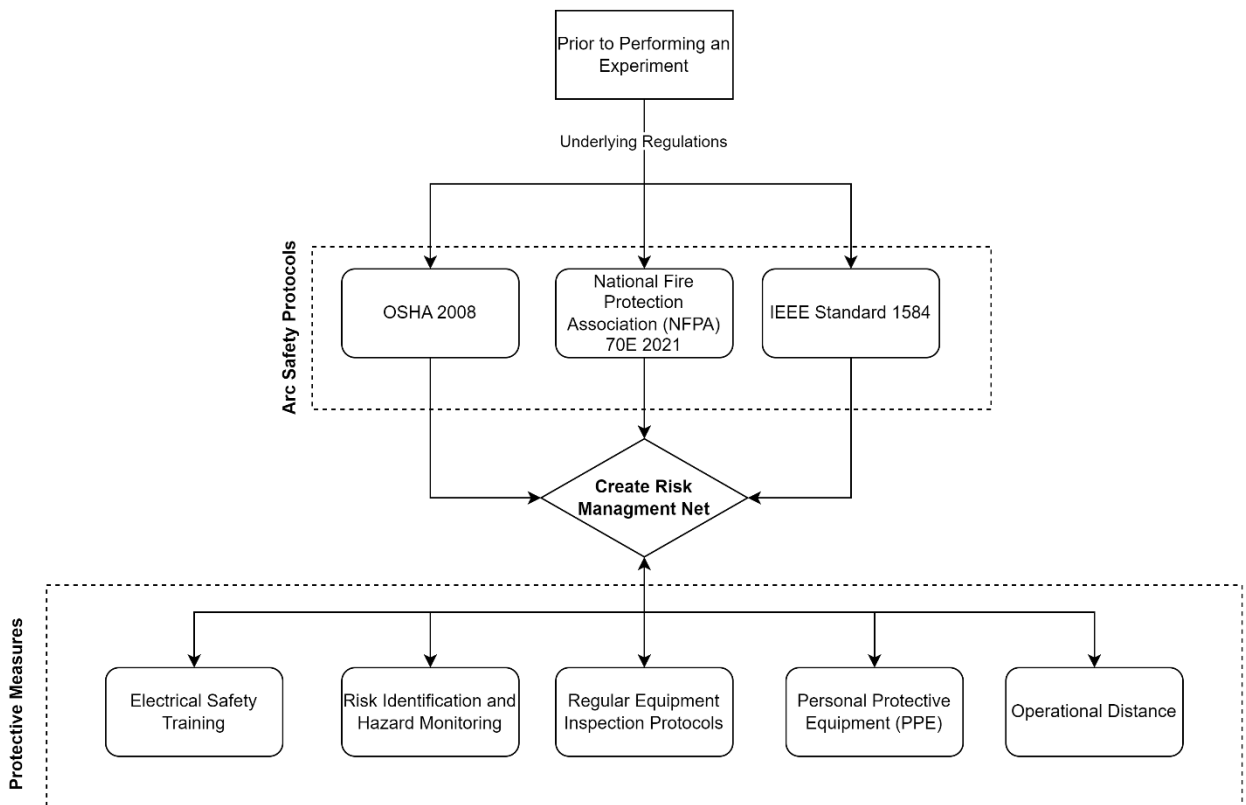 Prior to Performing an
Experiment
Underlying Regulations
Arc Safety Protocols
OSHA 2008
National Fire
Protection
Association (NFPA)
70E 2021
IEEE Standard 1584
Create Risk
Managment Net
Protective Measures
Electrical Safety
Training
Risk Identification and
Hazard Monitoring
Regular Equipment
Inspection Protocols
Personal Protective
Equipment (PPE)
Operational Distance